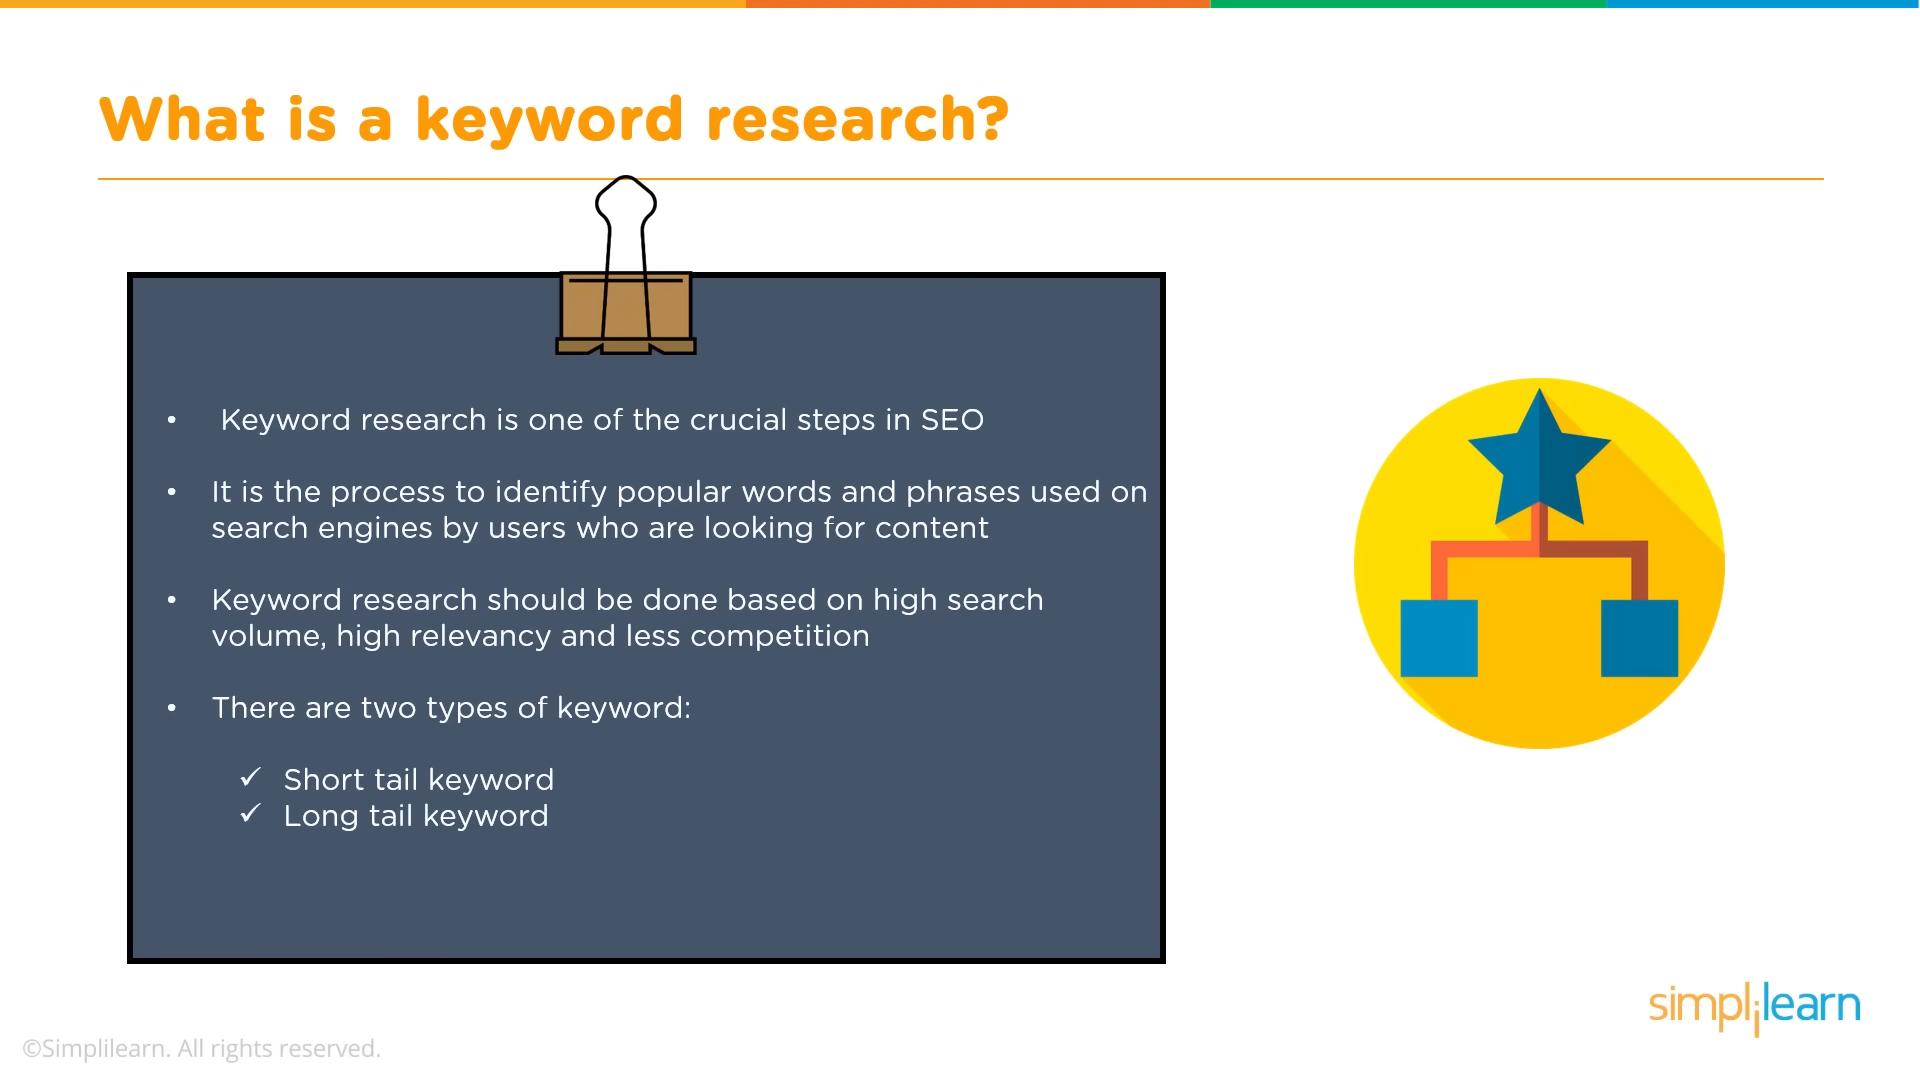 What is a keyword research?
• Keyword research is one of the crucial steps in SEO
• It is the process to identify popular words and phrases used on
search engines by users who are looking for content
• Keyword research should be done based on high search
volume, high relevancy and less competition
• There are two types of keyword:
✓ Short tail keyword
✓ Long tail keyword
simplilearn
©Simplilearn. All rights reserved.